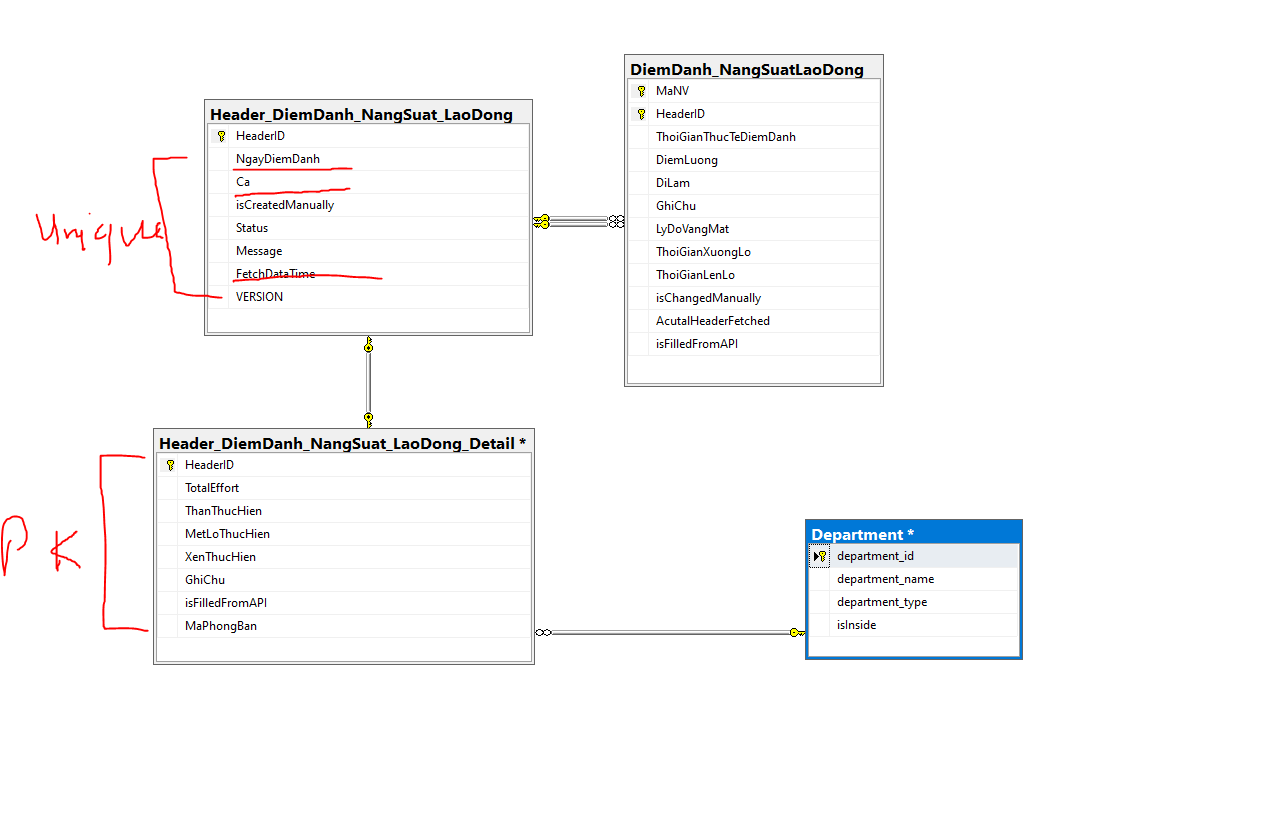 Header_DiemDanh_NangSuat_LaoDong
HeaderID
NgayDiemDanh
Ca
isCreatedManually
Status
Message
FetchDataTime
VERSION
Unique
DiemDanh_NangSuatLaoDong
MaNV
HeaderID
ThoiGianThucTeDiemDanh
DiemLuong
DiLam
GhiChu
LyDoVangMat
ThoiGianXuongLo
ThoiGianLenLo
isChangedManually
AcutalHeaderFetched
isFilledFromAPI
Header_DiemDanh_NangSuat_LaoDong_Detail *
HeaderID
TotalEffort
ThanThucHien
MetLoThucHien
XenThucHien
GhiChu
isFilledFromAPI
MaPhongBan
PK
Department *
department_id
department_name
department_type
isInside